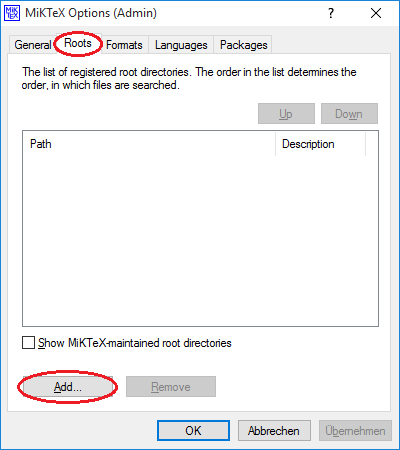 MiKTeX Options (Admin)
General Roots Formats Languages Packages
The list of registered root directories. The order in the list determines the
order, in which files are searched.
Up Down
Path Description
Show MiKTeX-maintained root directories
Add... Remove
OK Abbrechen Übernehmen